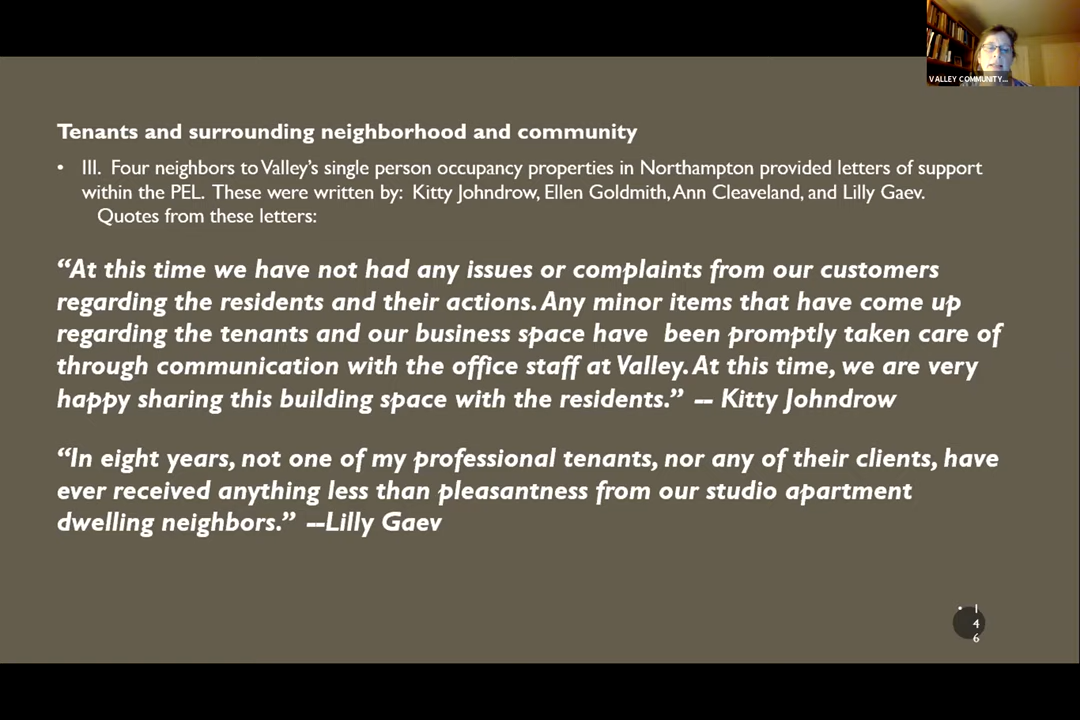 VALLEY COMMUNITY...
Tenants and surrounding neighborhood and community
• III. Four neighbors to Valley's single person occupancy properties in Northampton provided letters of support
within the PEL. These were written by: Kitty Johndrow, Ellen Goldmith, Ann Cleaveland, and Lilly Gaev.
Quotes from these letters:
“At this time we have not had any issues or complaints from our customers
regarding the residents and their actions. Any minor items that have come up
regarding the tenants and our business space have been promptly taken care of
through communication with the office staff at Valley. At this time, we are very
happy sharing this building space with the residents.” -- Kitty Johndrow
“In eight years, not one of my professional tenants, nor any of their clients, have
ever received anything less than pleasantness from our studio apartment
dwelling neighbors.” --Lilly Gaev
• 1
4
6